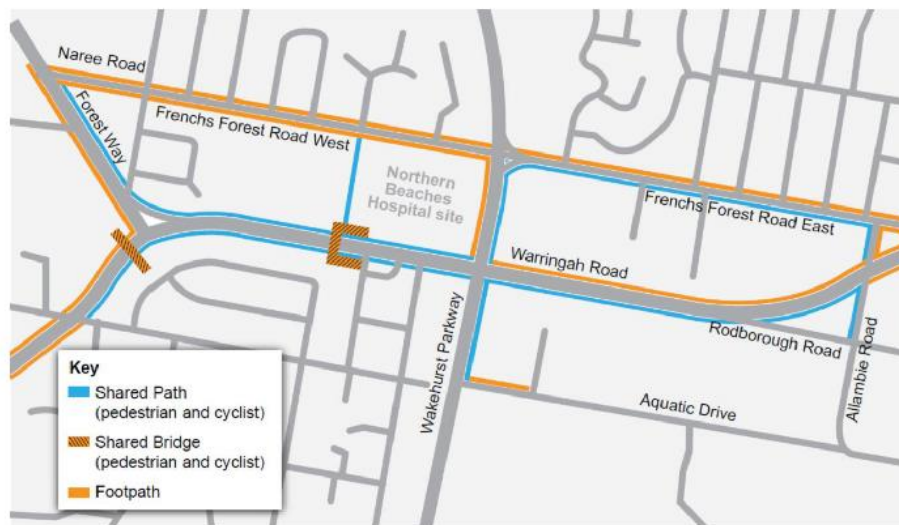 Naree Road
Forest Way
Frenchs Forest Road West
Northern
Beaches
Hospital site
Frenchs Forest Road East
Warringah Road
Rodborough Road
Wakehurst Parkway
Allambie Road
Aquatic Drive
Key
Shared Path
(pedestrian and cyclist)
Shared Bridge
(pedestrian and cyclist)
Footpath